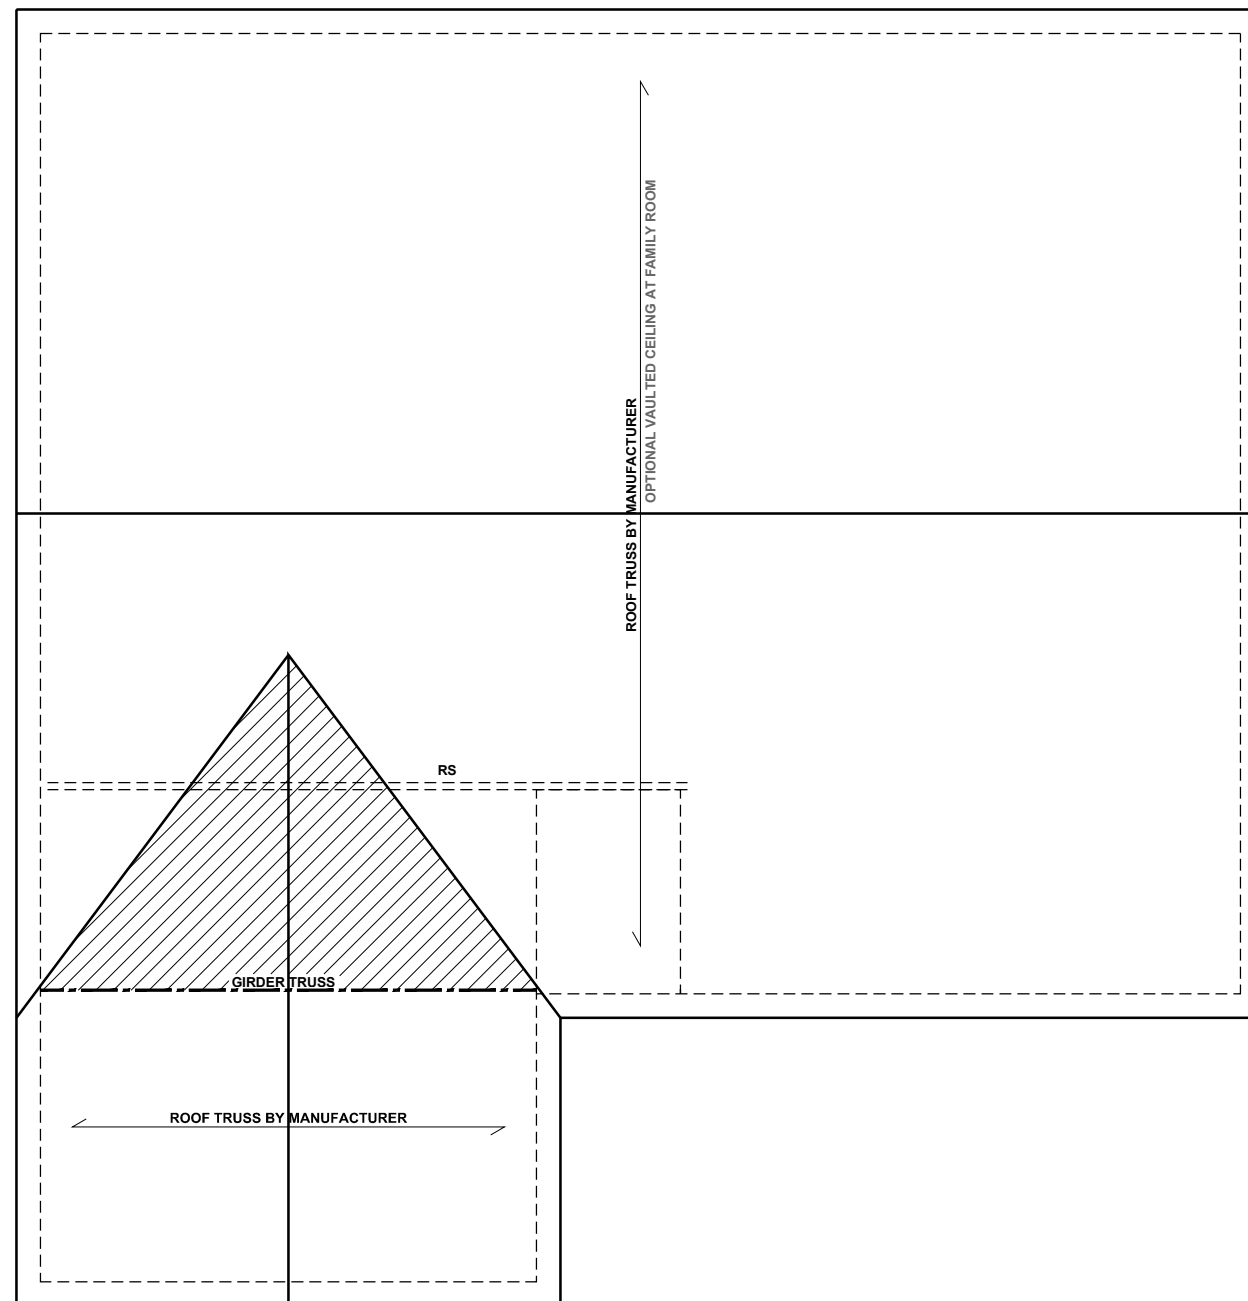 OPTIONAL VAULTED CEILING AT FAMILY ROOM
ROOF TRUSS BY MANUFACTURER
RS
GIRDER TRUSS
ROOF TRUSS BY MANUFACTURER